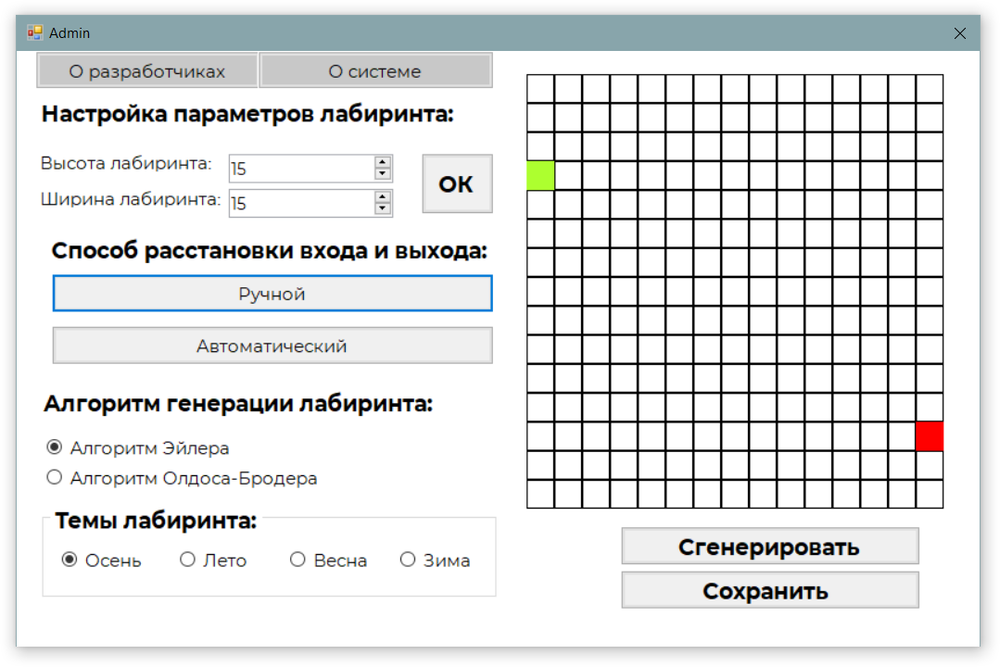 Admin
О разработчиках
О системе
Настройка параметров лабиринта:
Высота лабиринта: 15
Ширина лабиринта: 15
ОК
Способ расстановки входа и выхода:
Ручной
Автоматический
Алгоритм генерации лабиринта:
Алгоритм Эйлера
Алгоритм Олдоса-Бродера
Темы лабиринта:
Осень Лето Весна Зима
Сгенерировать
Сохранить